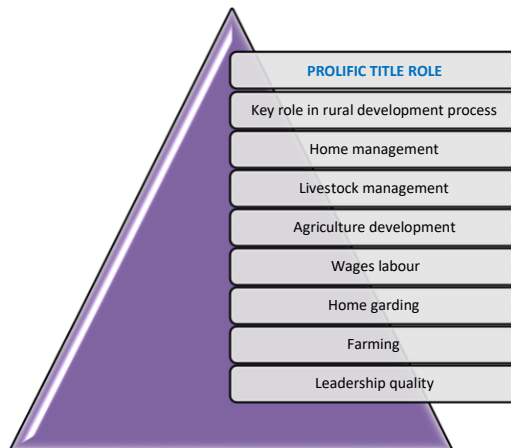 PROLIFIC TITLE ROLE
Key role in rural development process
Home management
Livestock management
Agriculture development
Wages labour
Home garding
Farming
Leadership quality